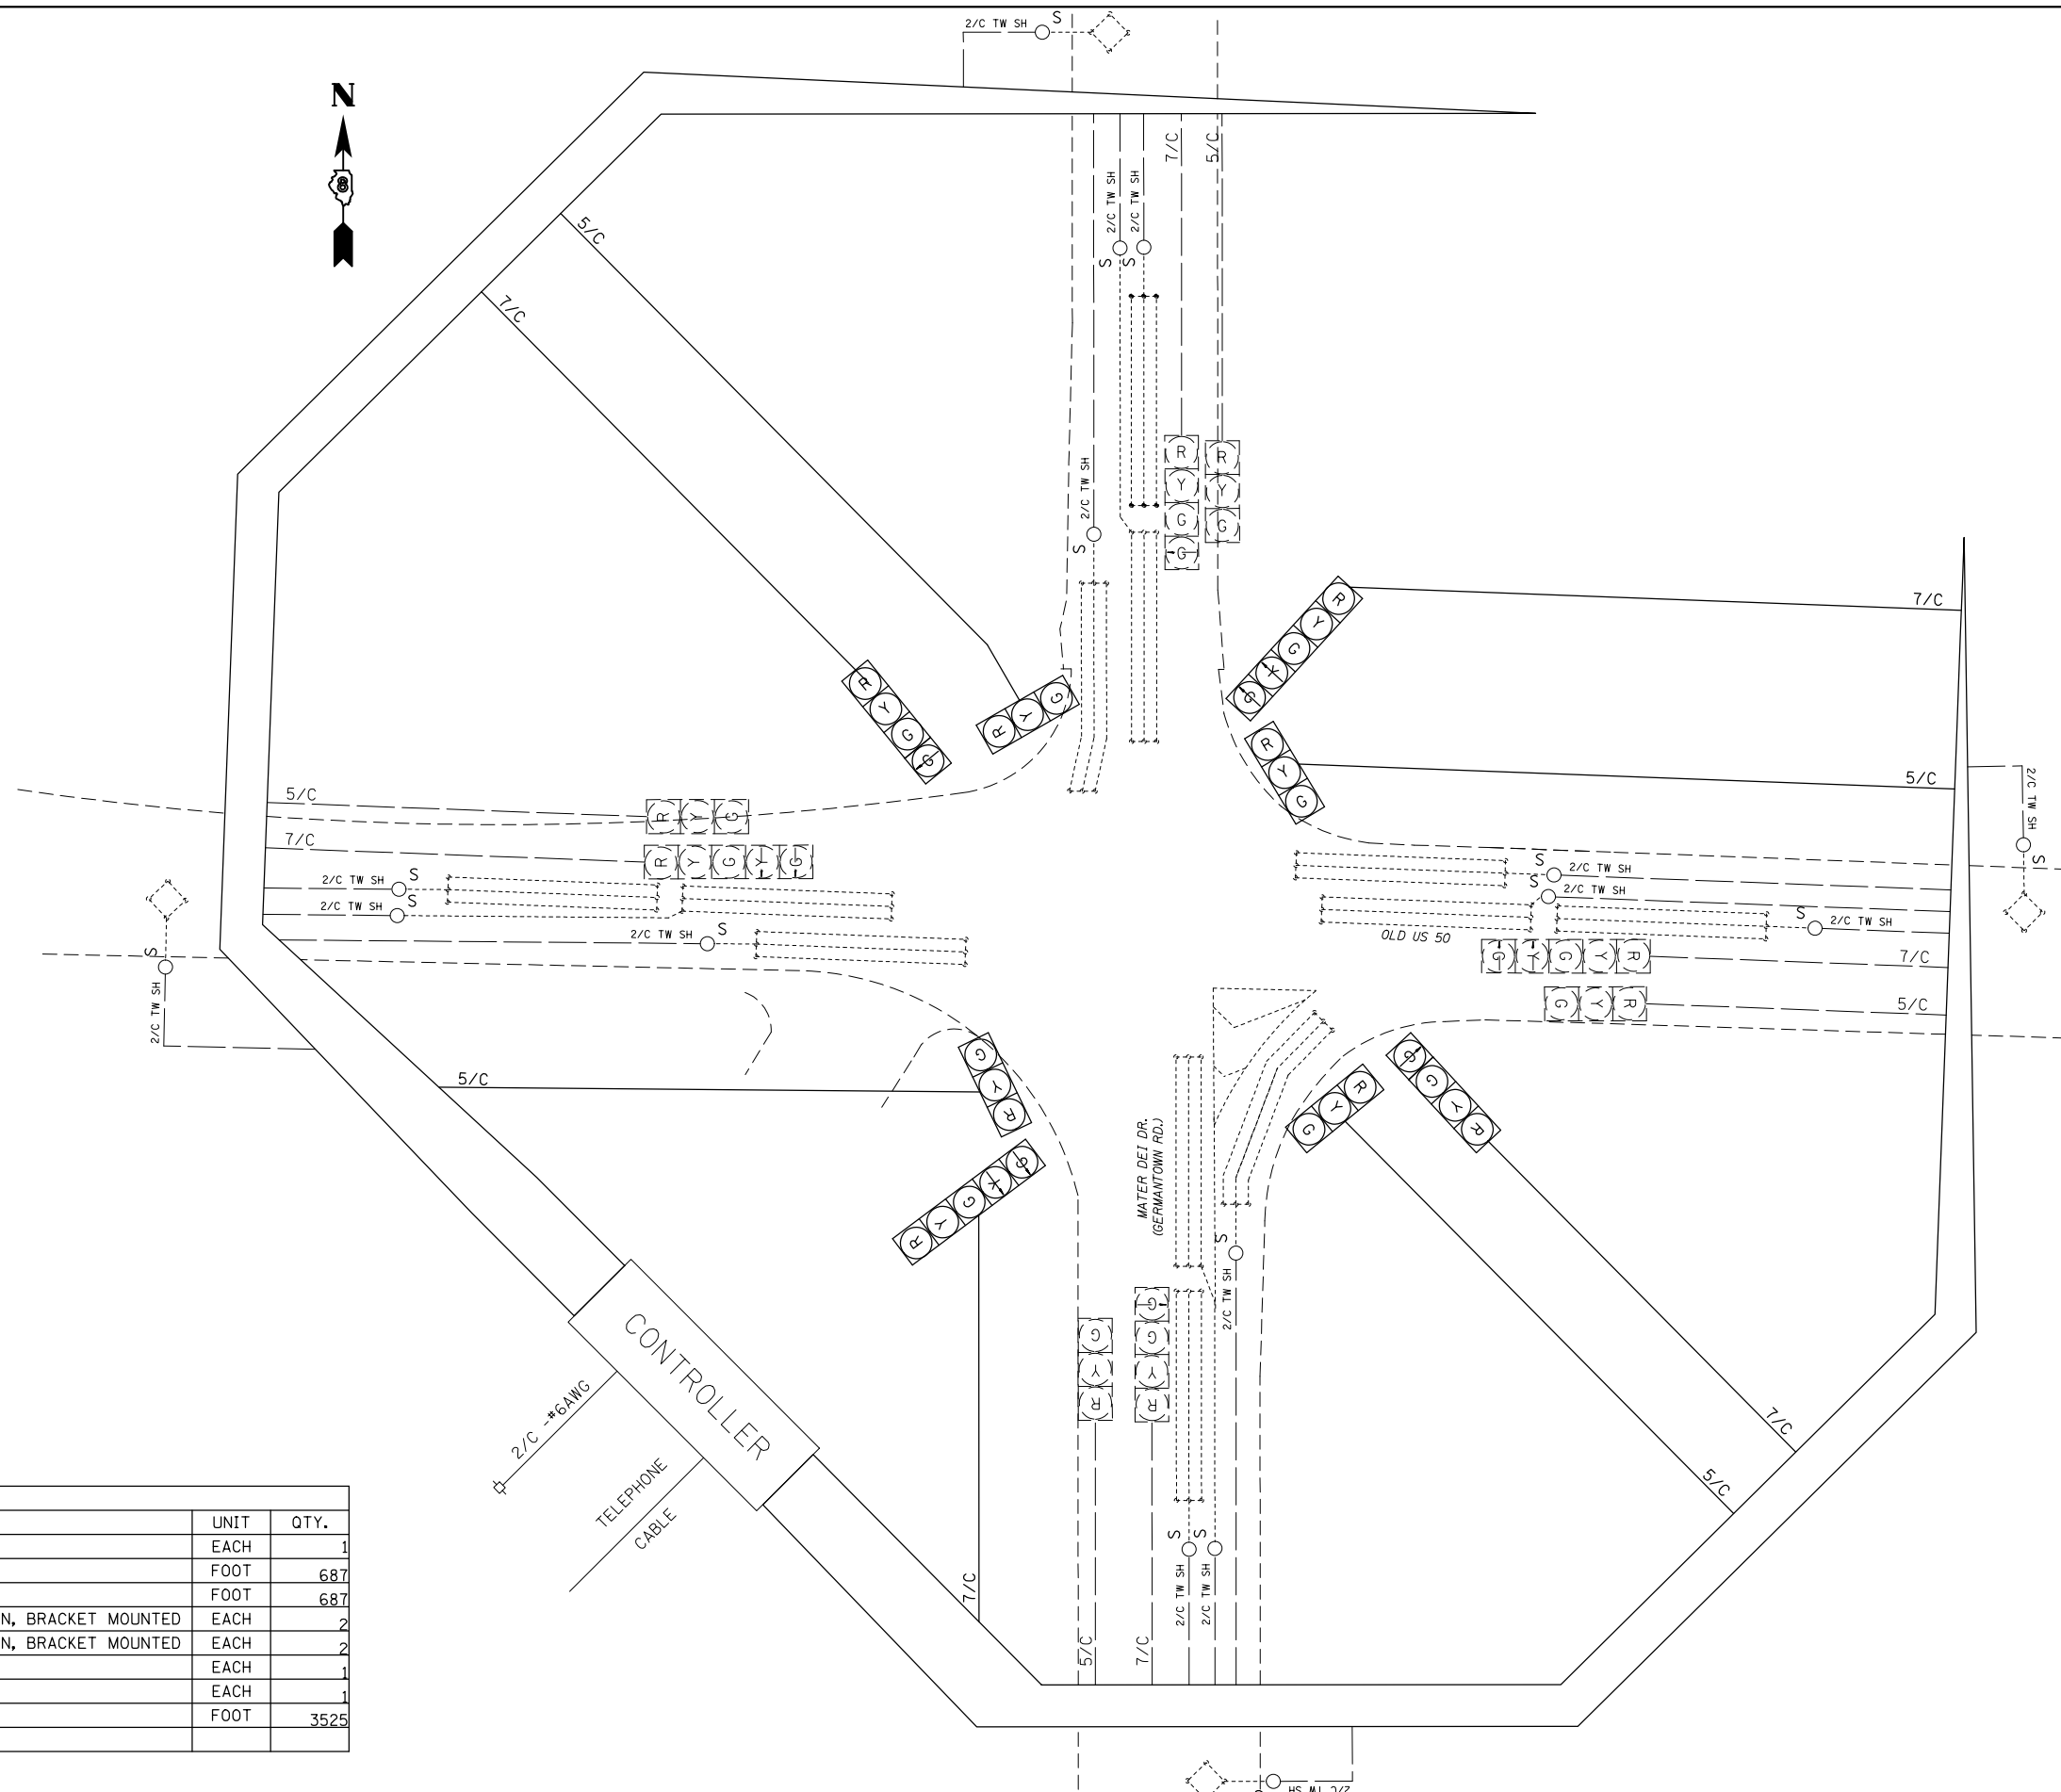 2/C TW SH S
N
8
7/C 5/C
2/C TW SH 2/C TW SH
S S
5/C
7/C
2/C TW SH
S
R Y G G
R Y G
R Y G Y G
7/C
R Y G G
R Y G
R Y G
5/C
2/C TW SH
S
5/C
R Y G
7/C
R Y G Y G
2/C TW SH S
2/C TW SH S
2/C TW SH S
S
2/C TW SH
S 2/C TW SH
S 2/C TW SH
S 2/C TW SH
OLD US 50
G Y G Y R
7/C
G Y R
5/C
5/C
G Y R
R Y G Y G
R Y G
G G Y R
MATER DEI DR.
(GERMANTOWN RD.)
S
2/C TW SH
G Y R
G G Y R
CONTROLLER
2/C -#6AWG
TELEPHONE
CABLE
7/C
5/C
S S
2/C TW SH 2/C TW SH
7/C
5/C
5/C
7/C
UNIT QTY.
EACH 1
FOOT 687
FOOT 687
N, BRACKET MOUNTED EACH 2
N, BRACKET MOUNTED EACH 2
EACH 1
EACH 1
FOOT 3525
2/C TW SH